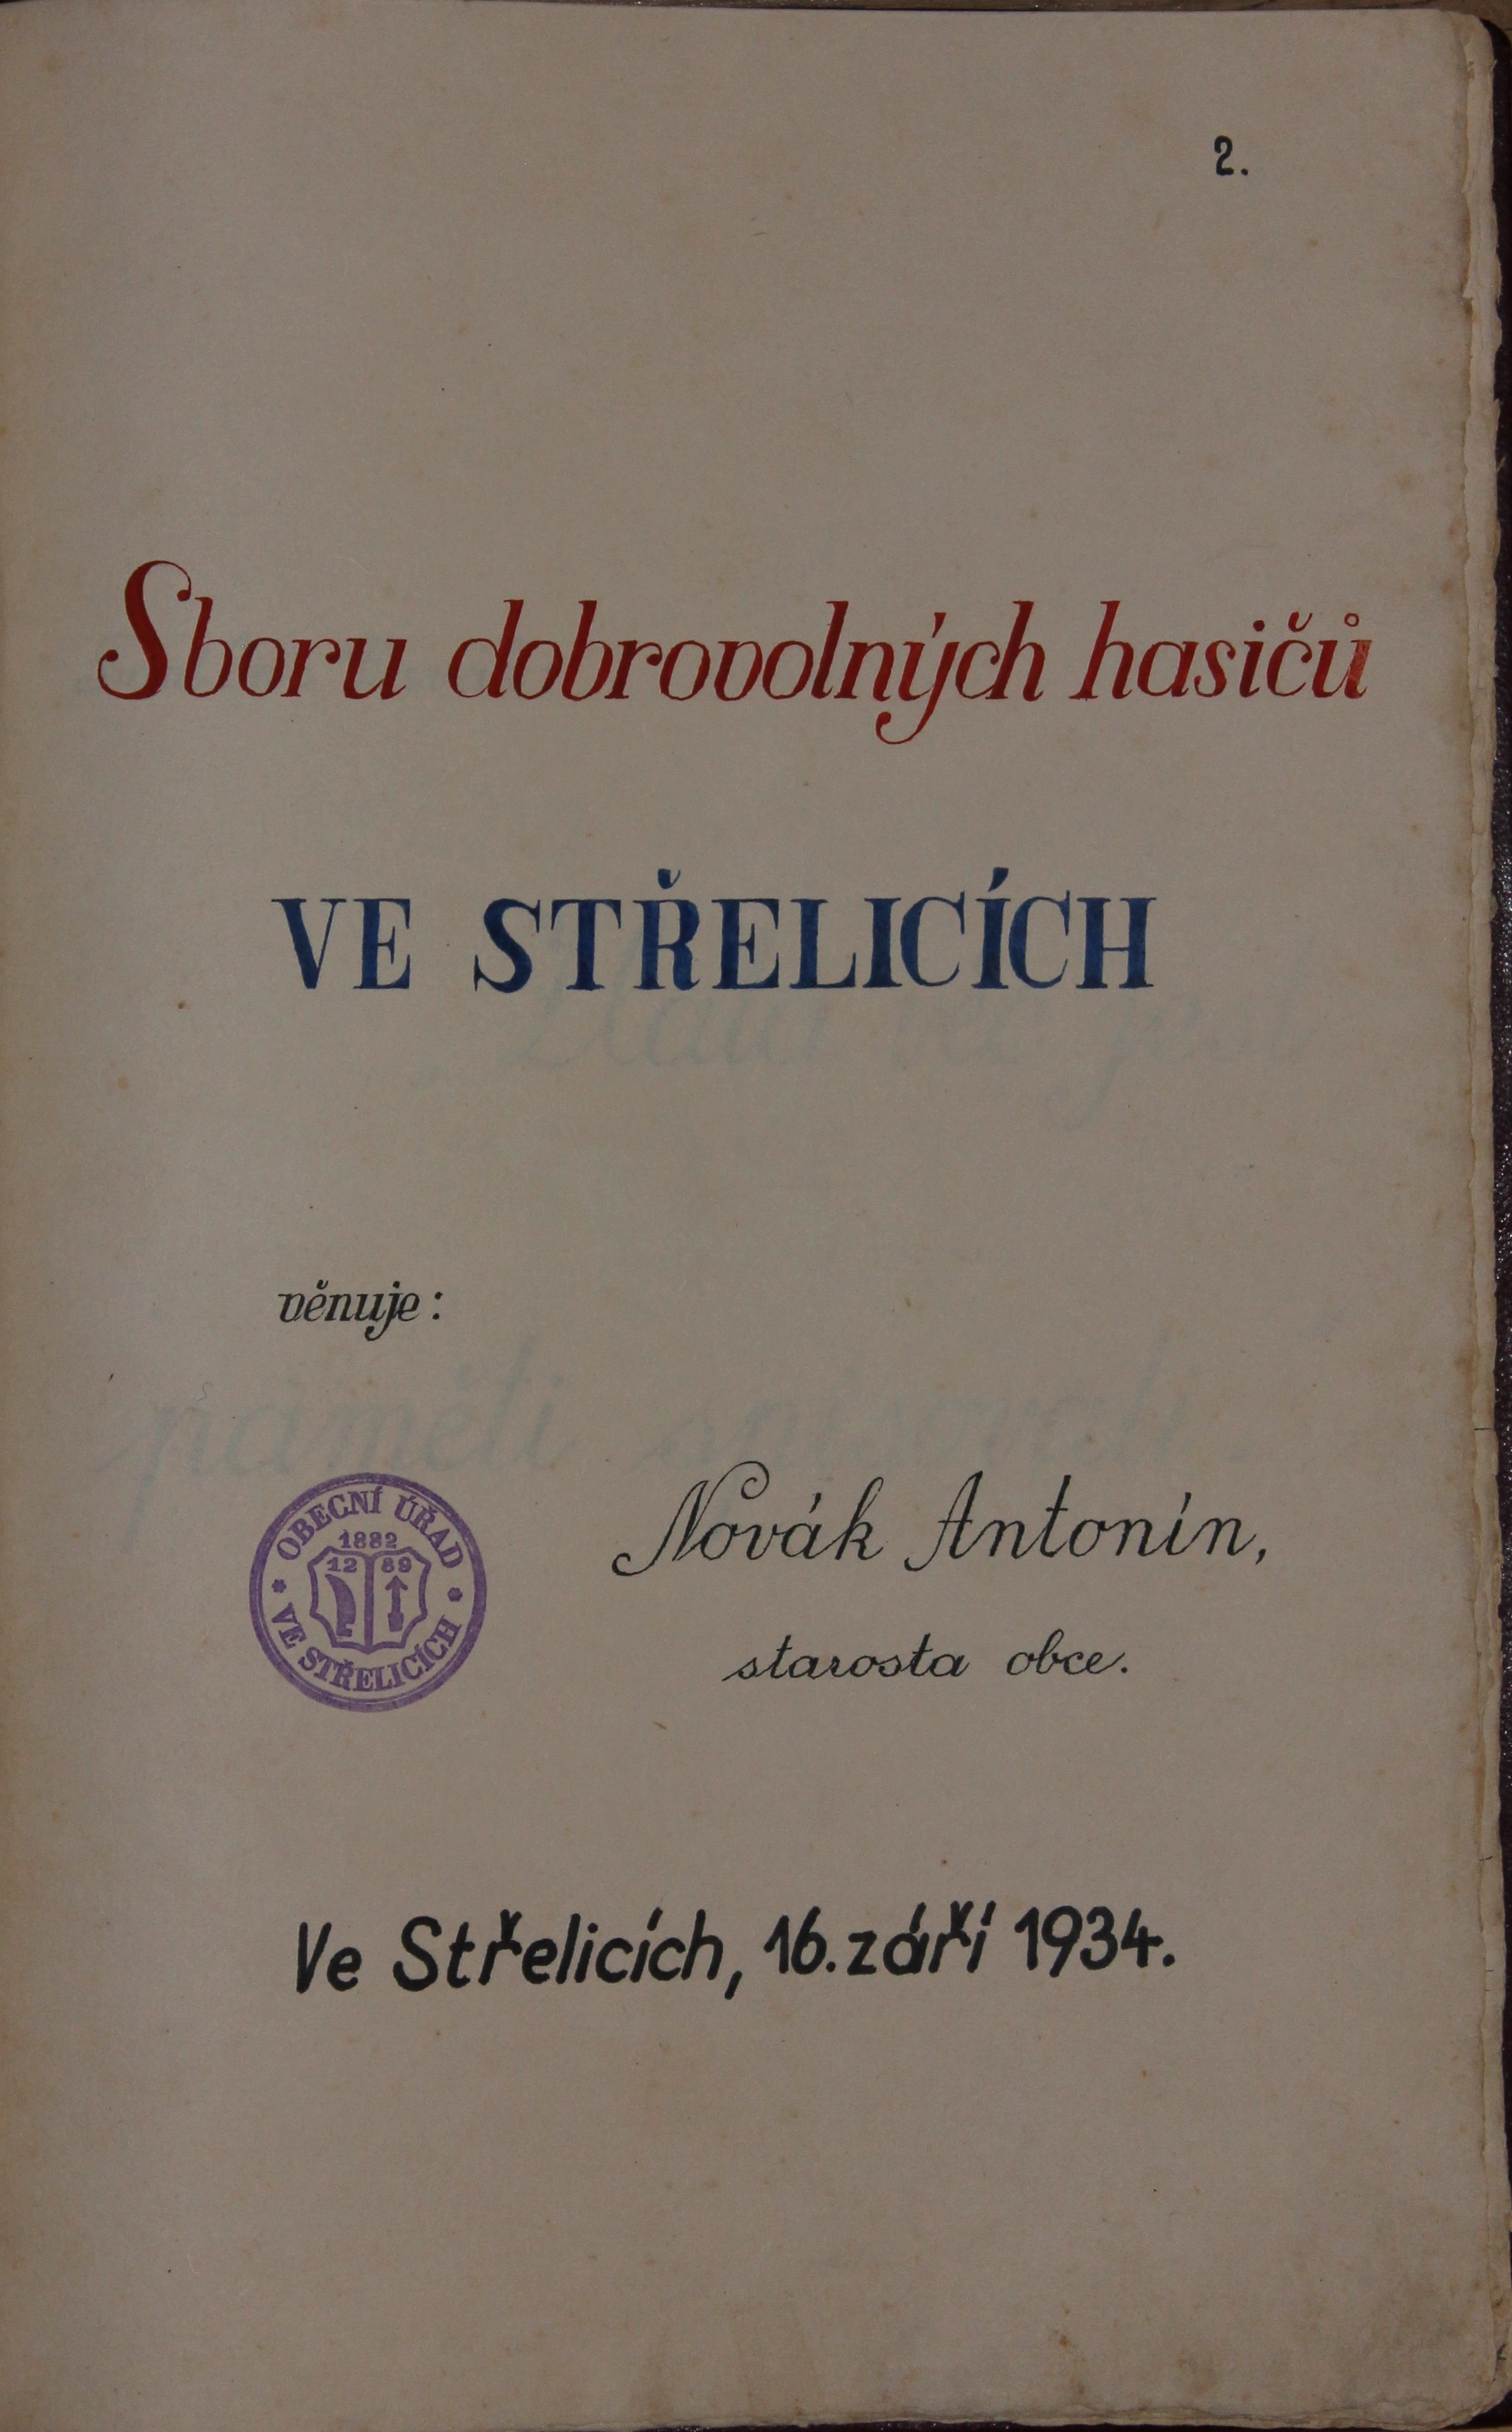 2.
Sboru dobrovolných hasičů
VE STŘELICÍCH
věnuje:
OBECNÍ ÚŘAD
1882
12 89
* VE STŘELICÍCH *
Novák Antonín,
starosta obce.
Ve Střelicích, 16. září 1934.